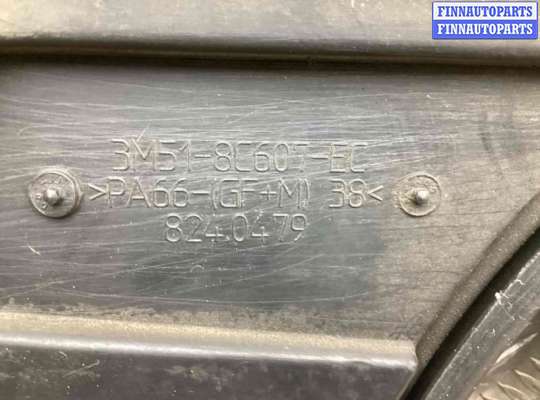 FINNAUTOPARTS
FINNAUTOPARTS
3M51-8C607-EC
>PA66-(GF+M) 38<
8240479